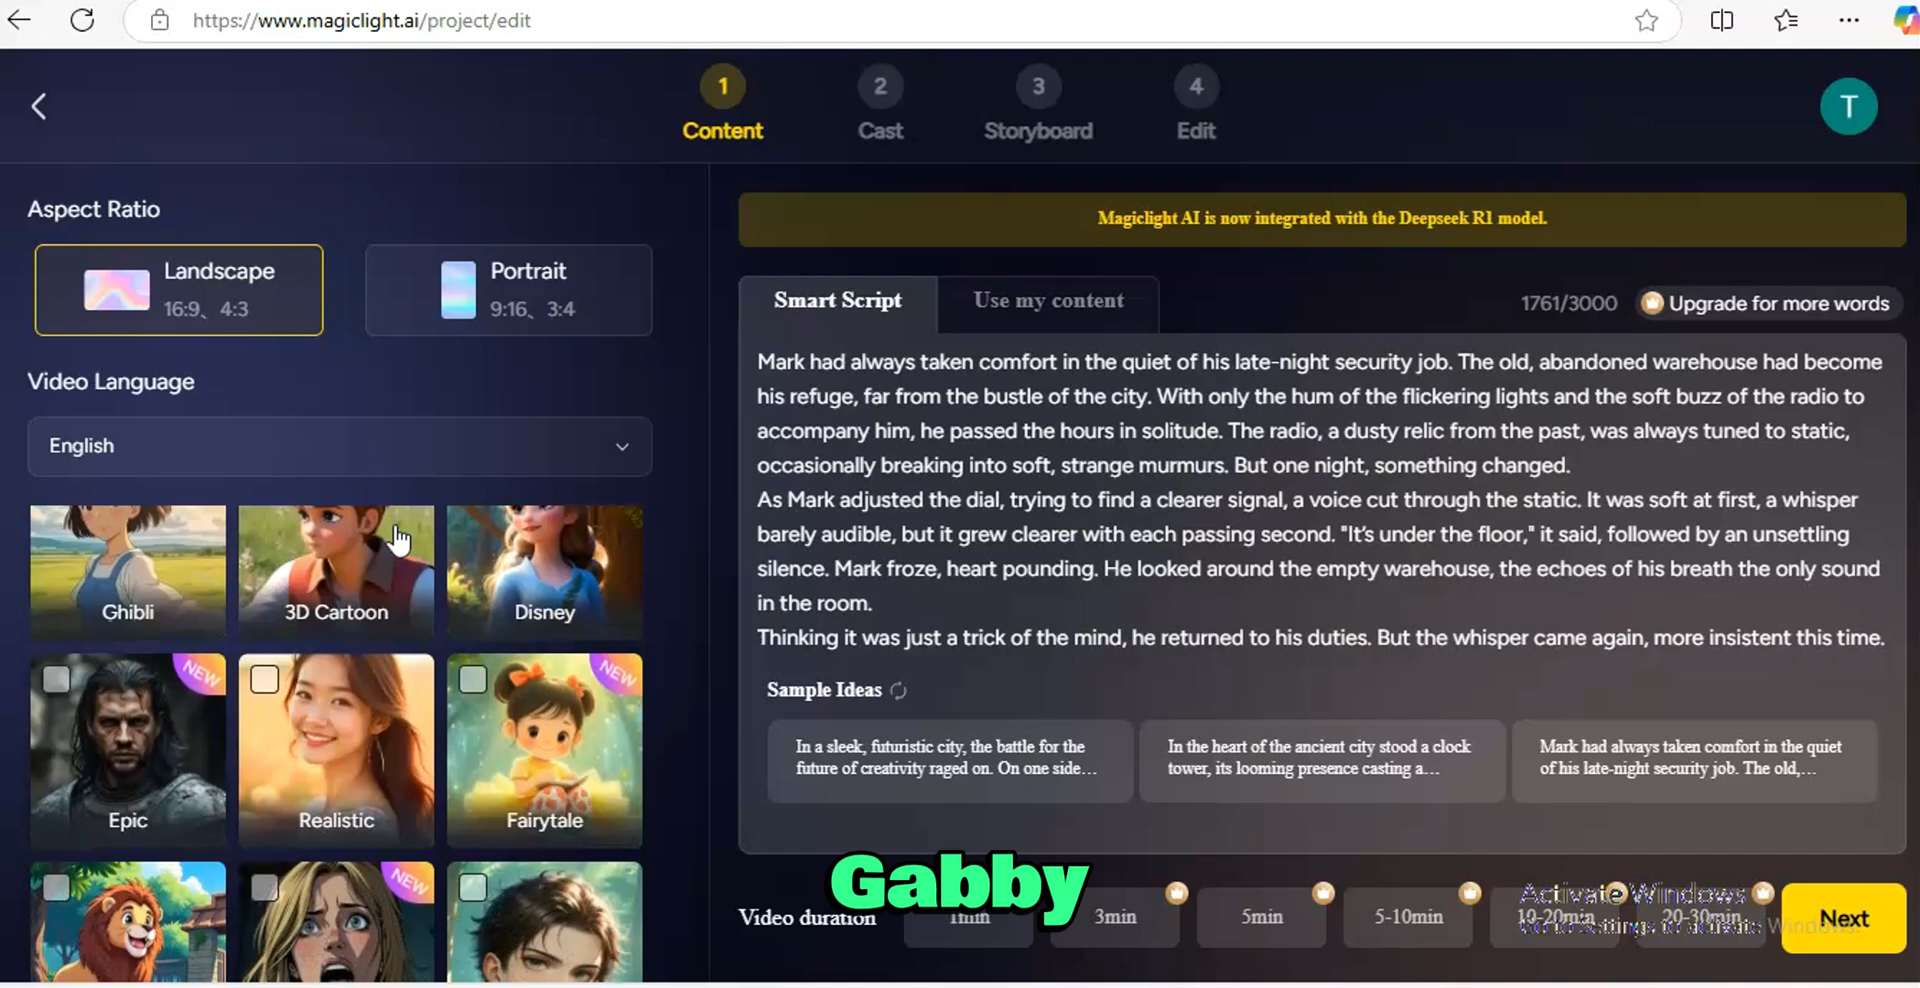 https://www.magiclight.ai/project/edit
1
2
3
4
Content
Cast
Storyboard
Edit
T
Aspect Ratio
Landscape
16:9、4:3
Portrait
9:16、3:4
Video Language
English
Ghibli
3D Cartoon
Disney
NEW
NEW
Epic
Realistic
Fairytale
NEW
Magiclight AI is now integrated with the Deepseek R1 model.
Smart Script
Use my content
1761/3000
Upgrade for more words
Mark had always taken comfort in the quiet of his late-night security job. The old, abandoned warehouse had become
his refuge, far from the bustle of the city. With only the hum of the flickering lights and the soft buzz of the radio to
accompany him, he passed the hours in solitude. The radio, a dusty relic from the past, was always tuned to static,
occasionally breaking into soft, strange murmurs. But one night, something changed.
As Mark adjusted the dial, trying to find a clearer signal, a voice cut through the static. It was soft at first, a whisper
barely audible, but it grew clearer with each passing second. "It's under the floor," it said, followed by an unsettling
silence. Mark froze, heart pounding. He looked around the empty warehouse, the echoes of his breath the only sound
in the room.
Thinking it was just a trick of the mind, he returned to his duties. But the whisper came again, more insistent this time.
Sample Ideas
In a sleek, futuristic city, the battle for the
future of creativity raged on. On one side...
In the heart of the ancient city stood a clock
tower, its looming presence casting a...
Mark had always taken comfort in the quiet
of his late-night security job. The old,...
Gabby
Video duration
1min
3min
5min
5-10min
10-20min
20-30min
Activate Windows
Go to Settings to activate Windows.
Next